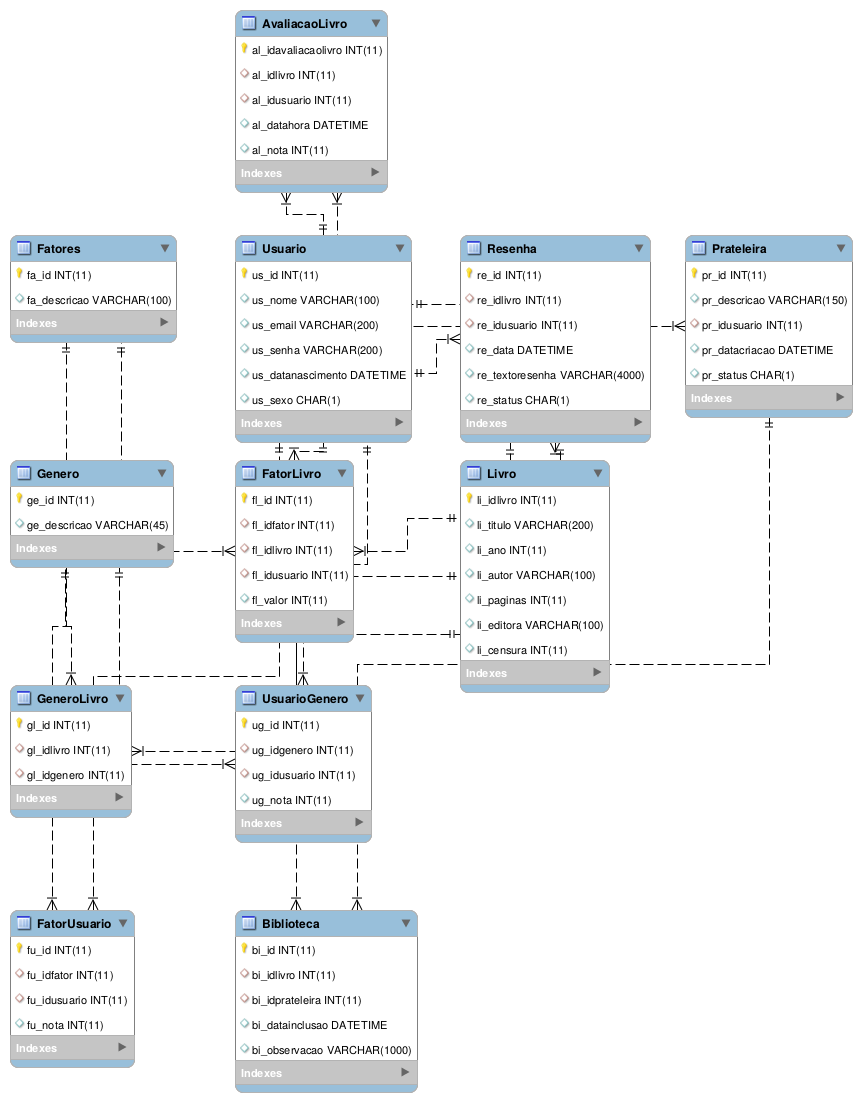 AvaliacaoLivro
al_idavaliacaolivro INT(11)
al_idlivro INT(11)
al_idusuario INT(11)
al_datahora DATETIME
al_nota INT(11)
Indexes
Fatores
fa_id INT(11)
fa_descricao VARCHAR(100)
Indexes
Usuario
us_id INT(11)
us_nome VARCHAR(100)
us_email VARCHAR(200)
us_senha VARCHAR(200)
us_datanascimento DATETIME
us_sexo CHAR(1)
Indexes
Resenha
re_id INT(11)
re_idlivro INT(11)
re_idusuario INT(11)
re_data DATETIME
re_textoresenha VARCHAR(4000)
re_status CHAR(1)
Indexes
Prateleira
pr_id INT(11)
pr_descricao VARCHAR(150)
pr_idusuario INT(11)
pr_datacriacao DATETIME
pr_status CHAR(1)
Indexes
Genero
ge_id INT(11)
ge_descricao VARCHAR(45)
Indexes
FatorLivro
fl_id INT(11)
fl_idfator INT(11)
fl_idlivro INT(11)
fl_idusuario INT(11)
fl_valor INT(11)
Indexes
Livro
li_idlivro INT(11)
li_titulo VARCHAR(200)
li_ano INT(11)
li_autor VARCHAR(100)
li_paginas INT(11)
li_editora VARCHAR(100)
li_censura INT(11)
Indexes
GeneroLivro
gl_id INT(11)
gl_idlivro INT(11)
gl_idgenero INT(11)
Indexes
UsuarioGenero
ug_id INT(11)
ug_idgenero INT(11)
ug_idusuario INT(11)
ug_nota INT(11)
Indexes
FatorUsuario
fu_id INT(11)
fu_idfator INT(11)
fu_idusuario INT(11)
fu_nota INT(11)
Indexes
Biblioteca
bi_id INT(11)
bi_idlivro INT(11)
bi_idprateleira INT(11)
bi_datainclusao DATETIME
bi_observacao VARCHAR(1000)
Indexes